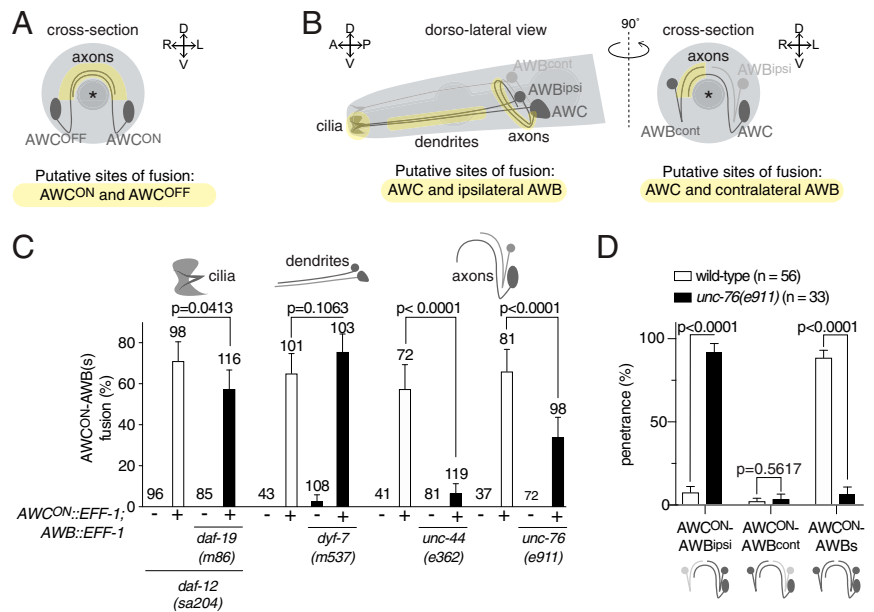 A
cross-section
D
R L
V
axons
*
AWCOFF AWCON
Putative sites of fusion:
AWCON and AWCOFF
B
D
A P
V
dorso-lateral view
90°
cross-section
D
R L
V
AWBcont
AWBipsi
AWC
cilia
dendrites
axons
axons
AWBipsi
*
AWBcont
AWC
Putative sites of fusion:
AWC and ipsilateral AWB
Putative sites of fusion:
AWC and contralateral AWB
C
cilia
dendrites
axons
p=0.0413
p=0.1063
p< 0.0001
p<0.0001
AWCON-AWB(s)
fusion (%)
80
60
40
20
0
96 98 85 116
43 101 108 103
41 72 81 119
37 81 72 98
AWCON::EFF-1;
AWB::EFF-1
- + - + - + - + - + - + - + - +
daf-19
(m86)
dyf-7
(m537)
unc-44
(e362)
unc-76
(e911)
daf-12
(sa204)
D
wild-type (n = 56)
unc-76(e911) (n = 33)
penetrance (%)
100
50
0
p<0.0001
p=0.5617
p<0.0001
AWCON-
AWBipsi
AWCON-
AWBcont
AWCON-
AWBs